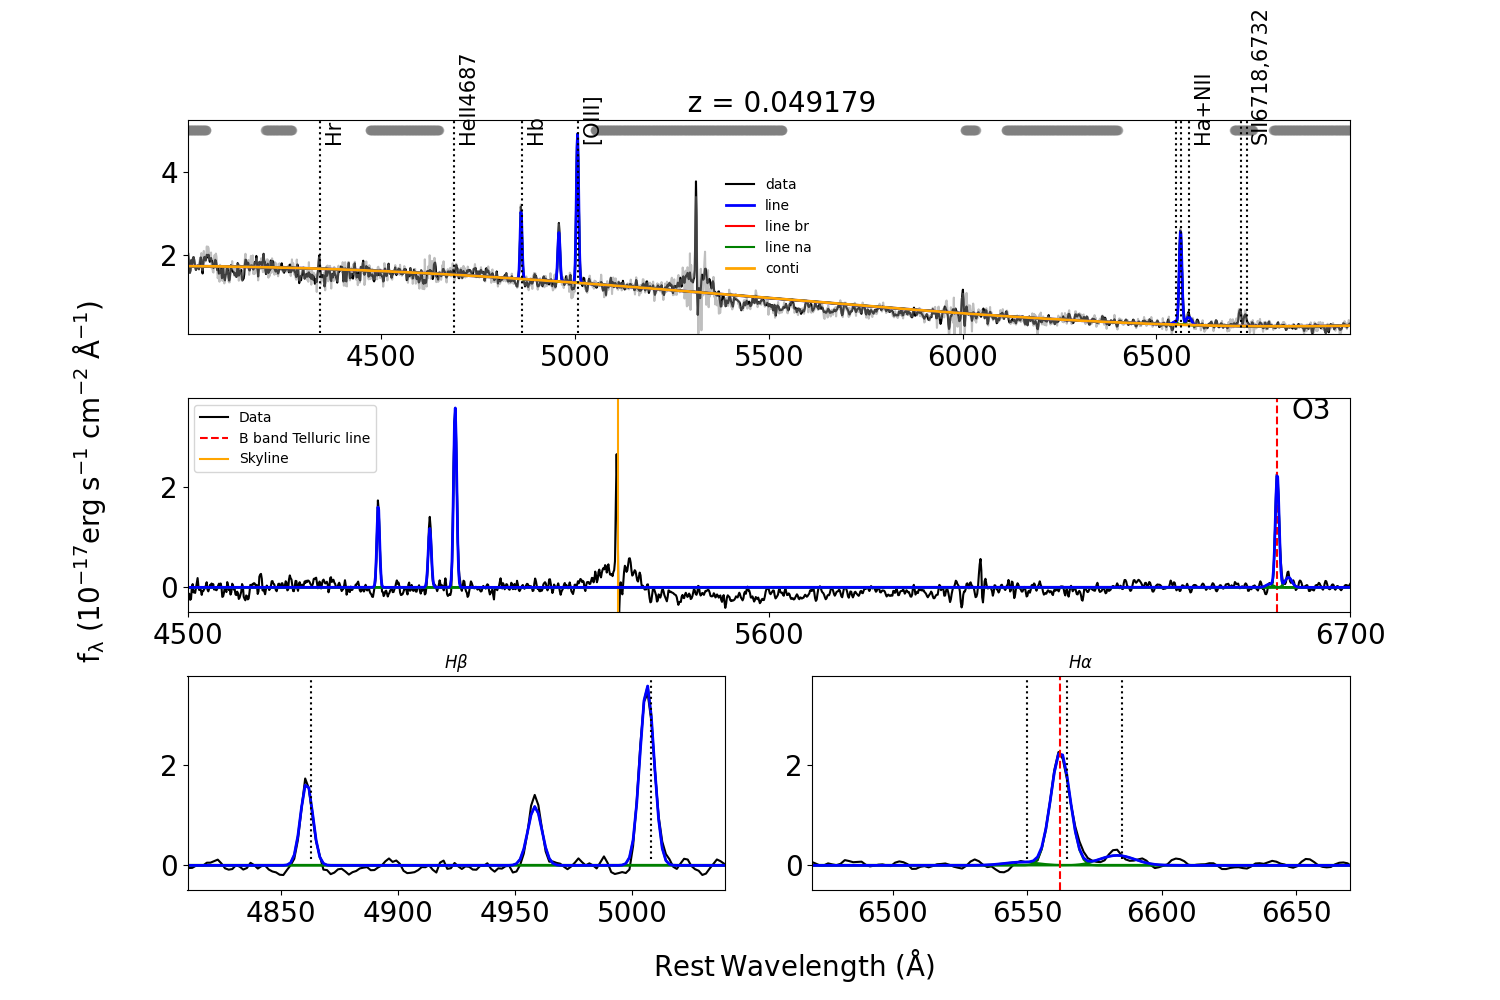 z = 0.049179
Hr
HeII4687
Hb
[OIII]
Ha+NII
SII6718,6732
4
2
data
line
line br
line na
conti
4500 5000 5500 6000 6500
f_λ (10^−17 erg s^−1 cm^−2 Å^−1)
Data
B band Telluric line
Skyline
O3
2
0
4500 5600 6700
Hβ
2
0
4850 4900 4950 5000
Hα
2
0
6500 6550 6600 6650
Rest Wavelength (Å)